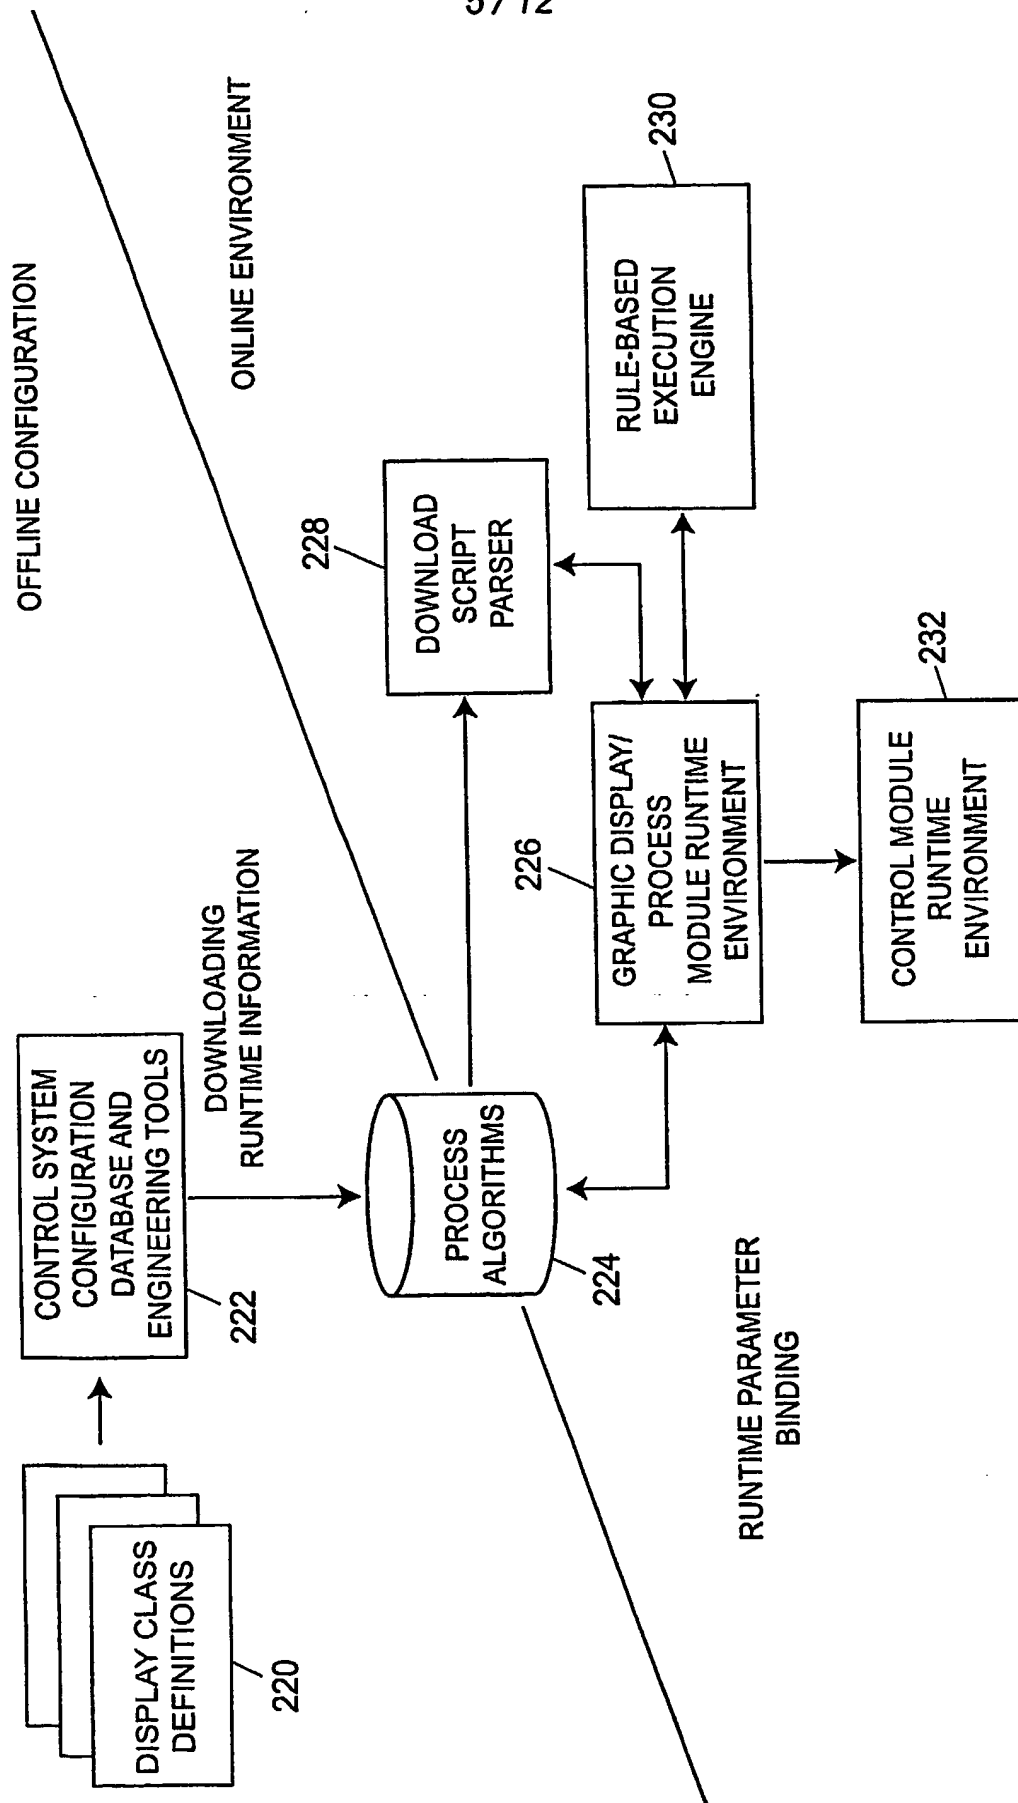 5/12
OFFLINE CONFIGURATION
ONLINE ENVIRONMENT
DISPLAY CLASS
DEFINITIONS
220
CONTROL SYSTEM
CONFIGURATION
DATABASE AND
ENGINEERING TOOLS
222
DOWNLOADING
RUNTIME INFORMATION
PROCESS
ALGORITHMS
224
228
DOWNLOAD
SCRIPT
PARSER
226
GRAPHIC DISPLAY/
PROCESS
MODULE RUNTIME
ENVIRONMENT
RULE-BASED
EXECUTION
ENGINE
230
RUNTIME PARAMETER
BINDING
CONTROL MODULE
RUNTIME
ENVIRONMENT
232